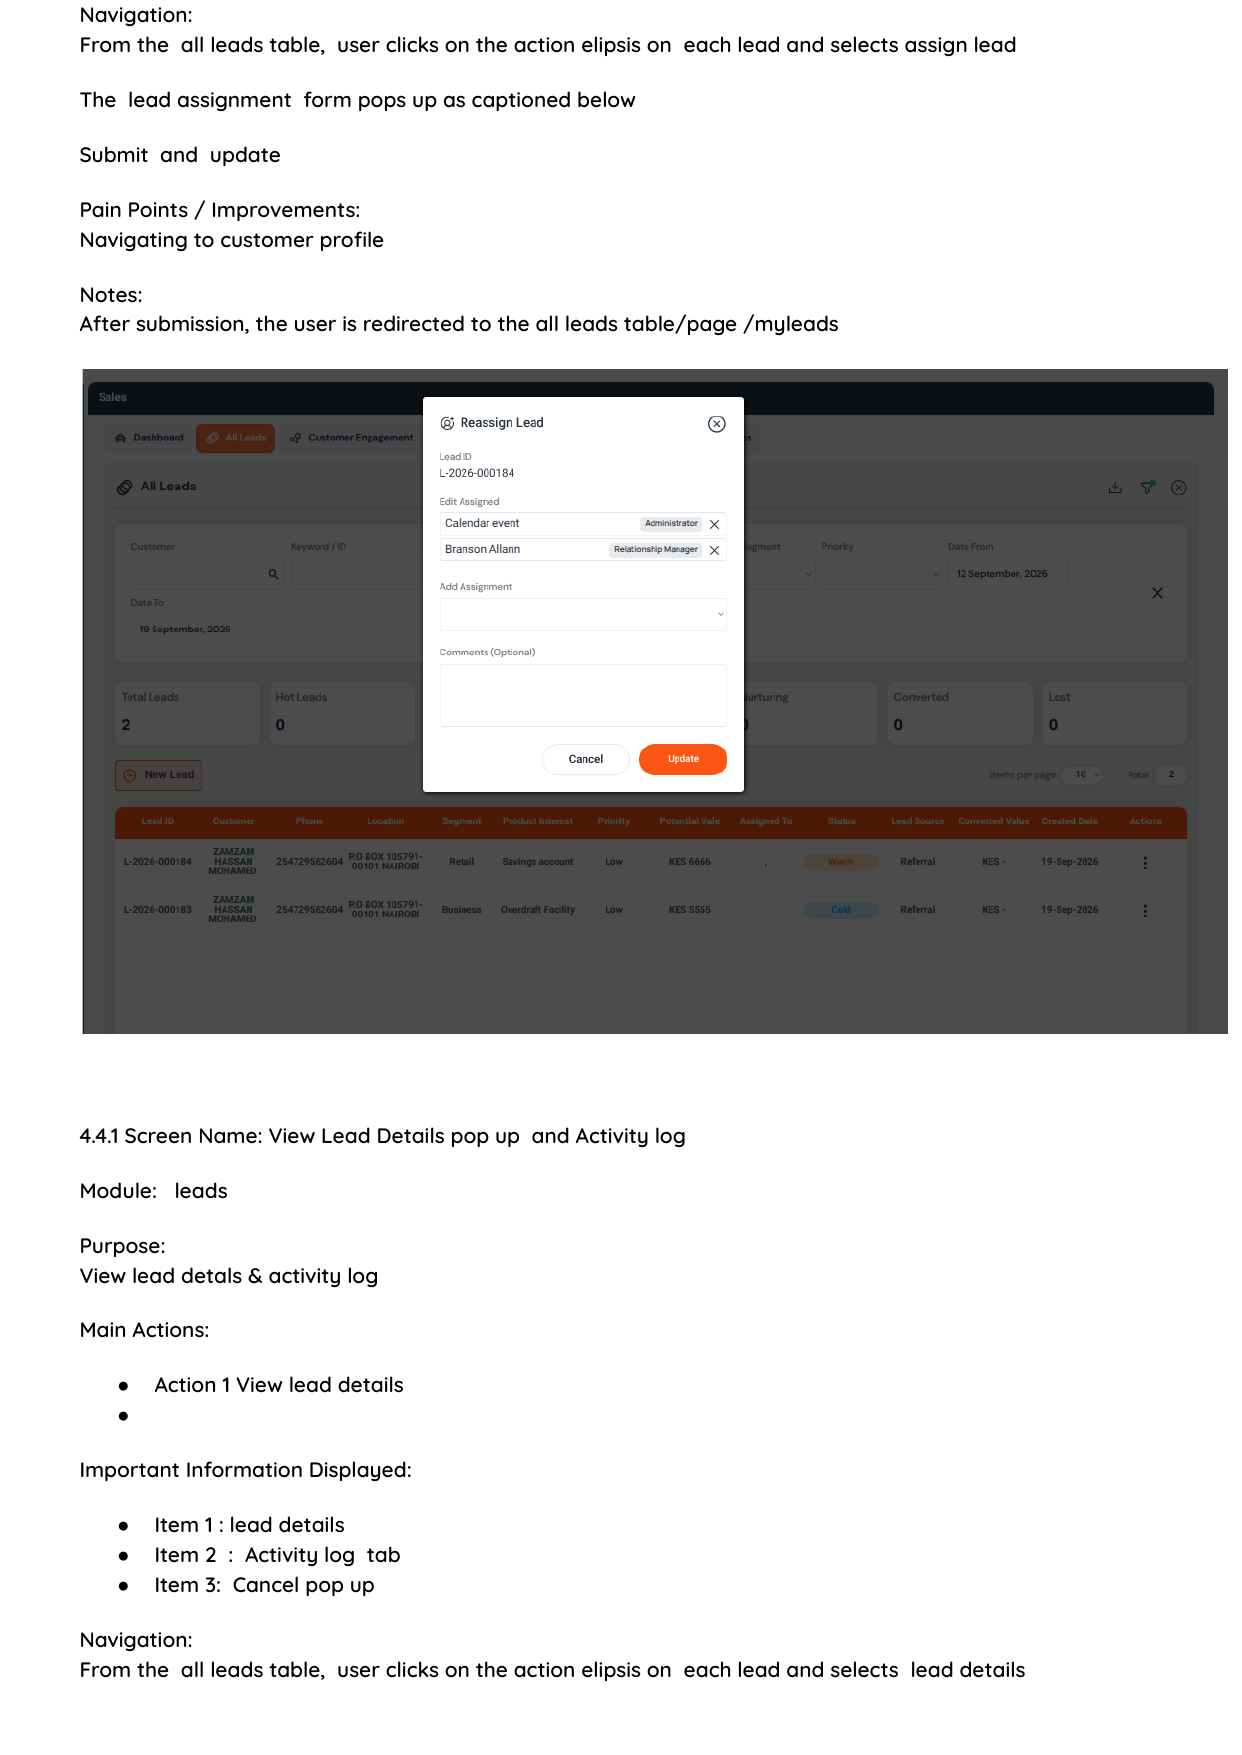 Navigation:
From the all leads table, user clicks on the action elipsis on each lead and selects assign lead
The lead assignment form pops up as captioned below
Submit and update
Pain Points / Improvements:
Navigating to customer profile
Notes:
After submission, the user is redirected to the all leads table/page /myleads
Sales
Dashboard
All Leads
Customer Engagement
All Leads
Customer
Keyword / ID
Priority
Date From
12 September, 2026
Date To
19 September, 2026
Reassign Lead
Lead ID
L-2026-000184
Edit Assigned
Calendar event Administrator
Branson Allann Relationship Manager
Add Assignment
Comments (Optional)
Cancel Update
Total Leads
2
Hot Leads
0
Converted
0
Lost
0
New Lead
Items per page 10 Total 2
Lead ID Customer Phone Location Segment Product Interest Priority Potential Vale Assigned To Status Lead Source Converted Value Created Date Actions
L-2026-000184 ZAMZAM HASSAN MOHAMED 254729562604 P.O BOX 105791-00101 NAIROBI Retail Savings account Low KES 6666 , Warm Referral KES - 19-Sep-2026
L-2026-000183 ZAMZAM HASSAN MOHAMED 254729562604 P.O BOX 105791-00101 NAIROBI Business Overdraft Facility Low KES 5555 Cold Referral KES - 19-Sep-2026
4.4.1 Screen Name: View Lead Details pop up and Activity log
Module: leads
Purpose:
View lead detals & activity log
Main Actions:
● Action 1 View lead details
●
Important Information Displayed:
● Item 1 : lead details
● Item 2 : Activity log tab
● Item 3: Cancel pop up
Navigation:
From the all leads table, user clicks on the action elipsis on each lead and selects lead details